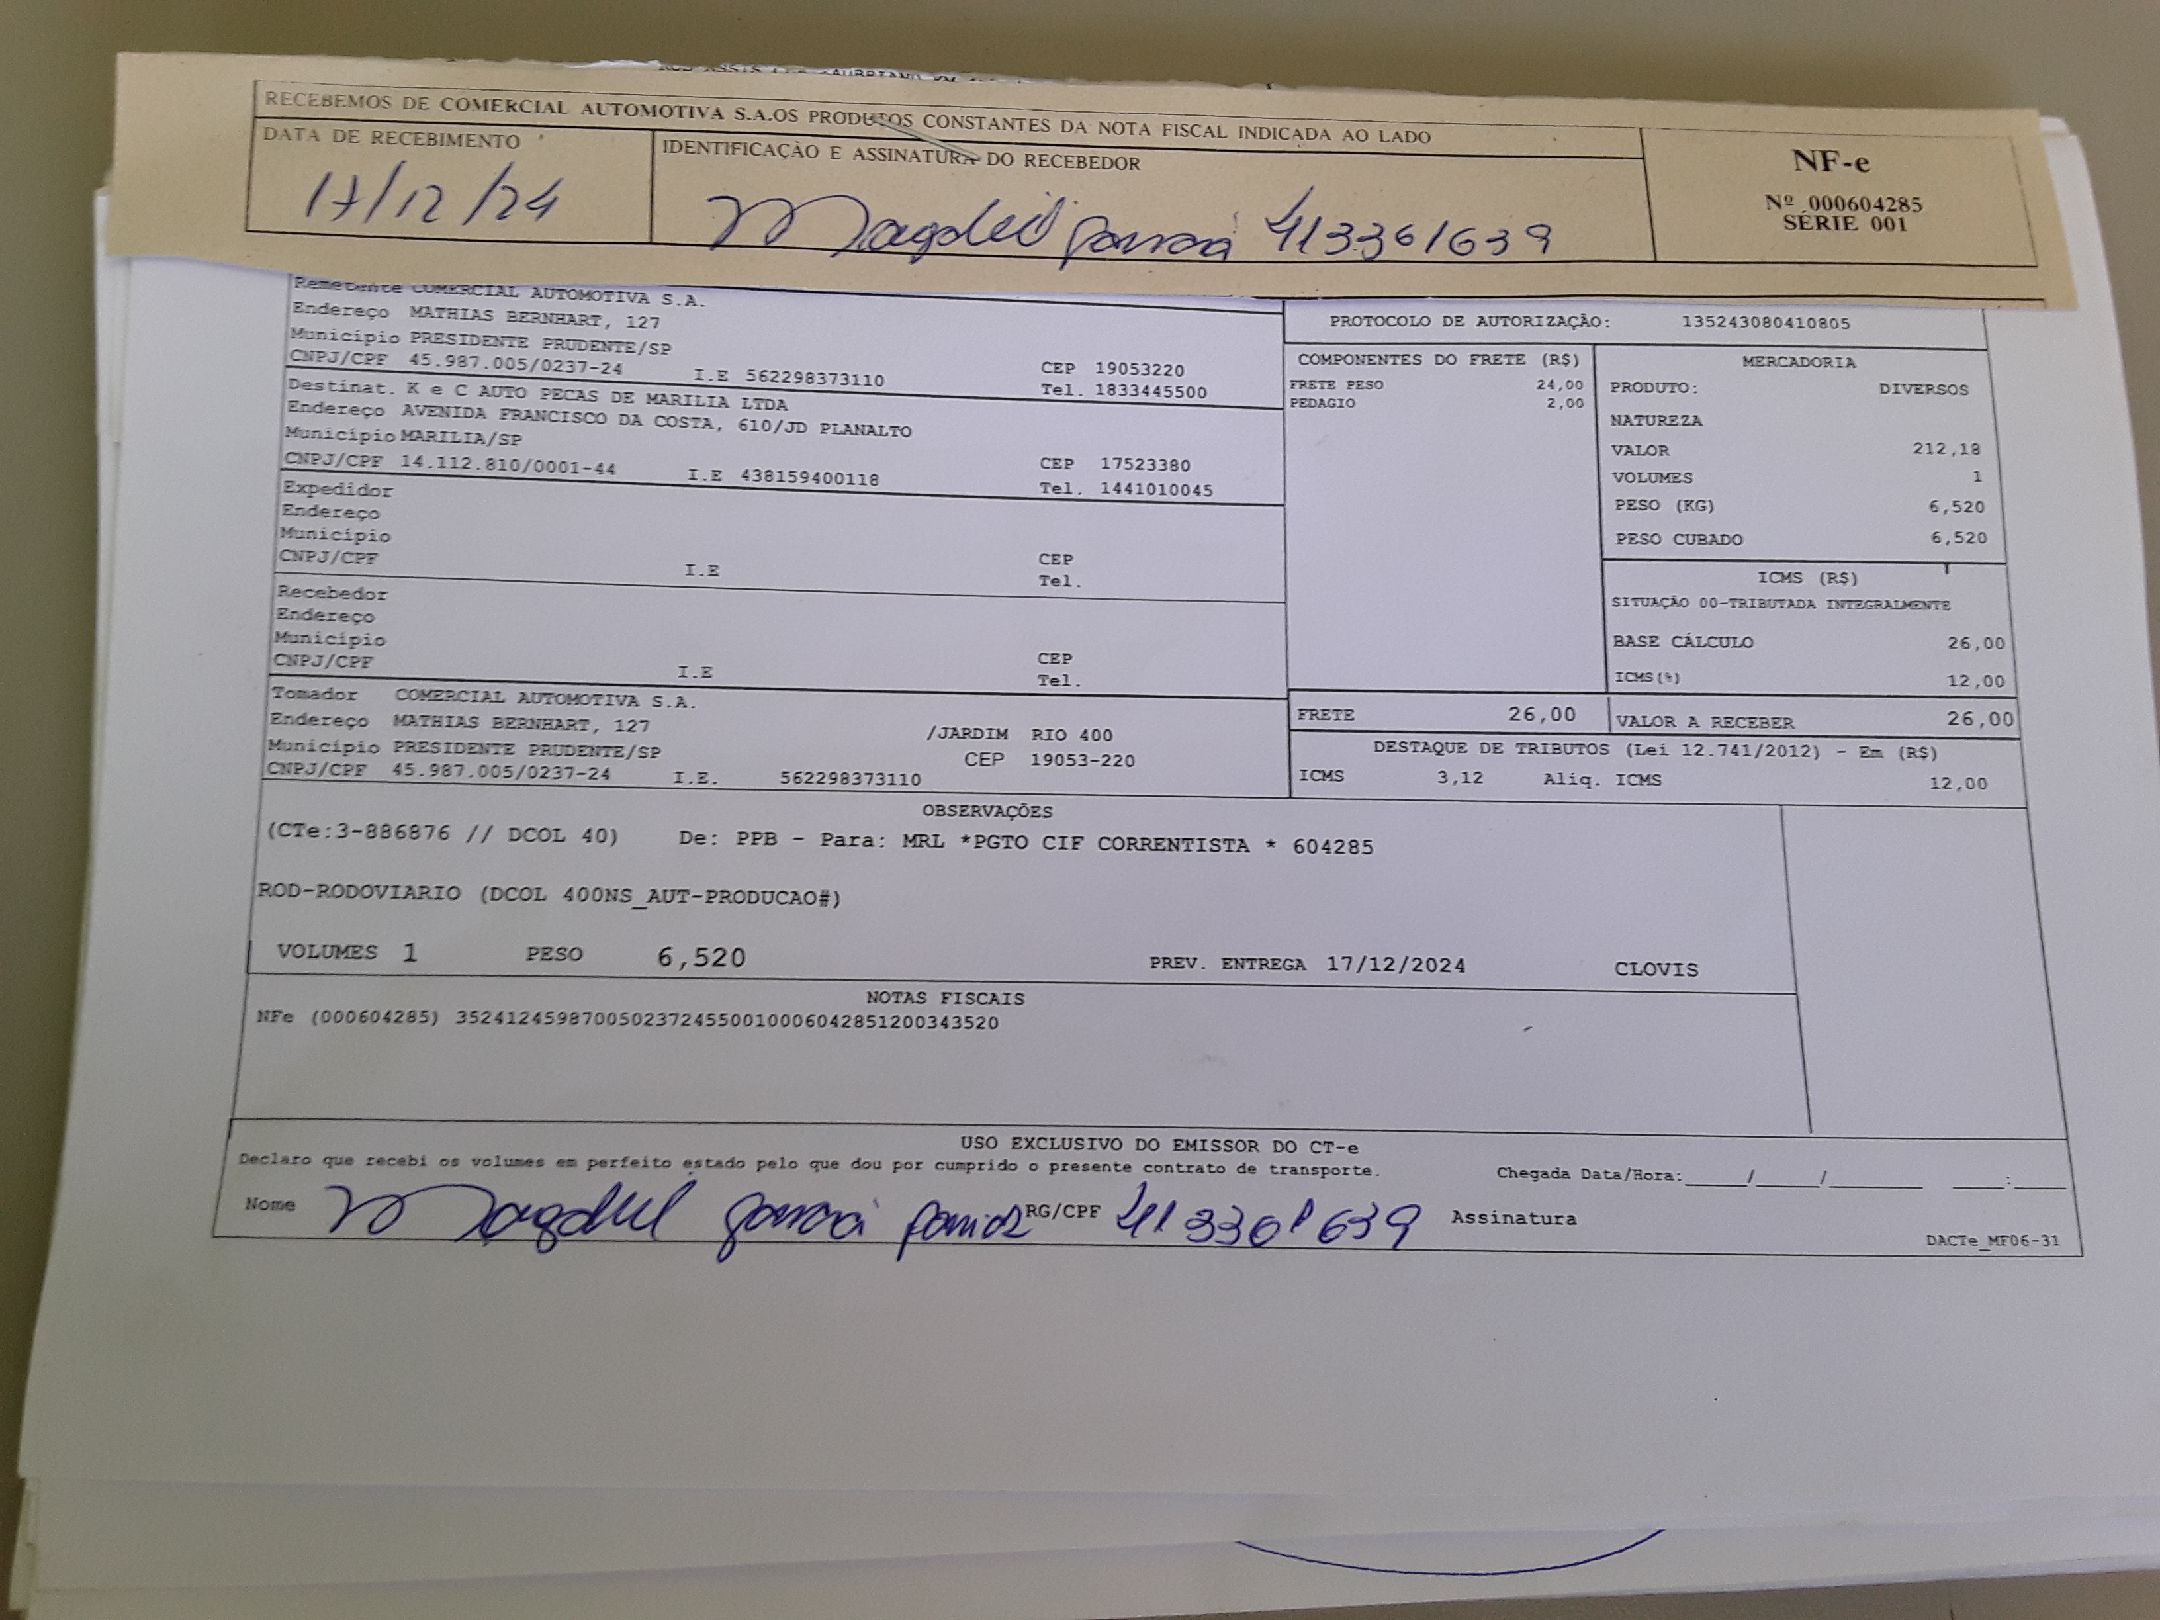 RECEBEMOS DE COMERCIAL AUTOMOTIVA S.A.OS PRODUTOS CONSTANTES DA NOTA FISCAL INDICADA AO LADO
DATA DE RECEBIMENTO
17/12/24
IDENTIFICAÇÃO E ASSINATURA DO RECEBEDOR
413361639
NF-e
Nº 000604285
SÉRIE 001
Remetente COMERCIAL AUTOMOTIVA S.A.
Endereço MATHIAS BERNHART, 127
Município PRESIDENTE PRUDENTE/SP
CEP 19053220
CNPJ/CPF 45.987.005/0237-24 I.E 562298373110 Tel. 1833445500
Destinat. K e C AUTO PECAS DE MARILIA LTDA
Endereço AVENIDA FRANCISCO DA COSTA, 610/JD PLANALTO
Município MARILIA/SP CEP 17523380
CNPJ/CPF 14.112.810/0001-44 I.E 438159400118 Tel. 1441010045
Expedidor
Endereço
Município CEP
CNPJ/CPF I.E Tel.
Recebedor
Endereço
Município CEP
CNPJ/CPF I.E Tel.
Tomador COMERCIAL AUTOMOTIVA S.A.
Endereço MATHIAS BERNHART, 127 /JARDIM RIO 400
Município PRESIDENTE PRUDENTE/SP CEP 19053-220
CNPJ/CPF 45.987.005/0237-24 I.E. 562298373110
PROTOCOLO DE AUTORIZAÇÃO: 135243080410805
COMPONENTES DO FRETE (R$)
FRETE PESO 24,00
PEDAGIO 2,00
MERCADORIA
PRODUTO: DIVERSOS
NATUREZA
VALOR 212,18
VOLUMES 1
PESO (KG) 6,520
PESO CUBADO 6,520
ICMS (R$)
SITUAÇÃO 00-TRIBUTADA INTEGRALMENTE
BASE CÁLCULO 26,00
ICMS(%) 12,00
FRETE 26,00 VALOR A RECEBER 26,00
DESTAQUE DE TRIBUTOS (Lei 12.741/2012) - Em (R$)
ICMS 3,12 Aliq. ICMS 12,00
OBSERVAÇÕES
(CTe:3-886876 // DCOL 40) De: PPB - Para: MRL *PGTO CIF CORRENTISTA * 604285
ROD-RODOVIARIO (DCOL 400NS_AUT-PRODUCAO#)
VOLUMES 1 PESO 6,520 PREV. ENTREGA 17/12/2024 CLOVIS
NOTAS FISCAIS
NFe (000604285) 35241245987005023724550010006042851200343520
USO EXCLUSIVO DO EMISSOR DO CT-e
Declaro que recebi os volumes em perfeito estado pelo que dou por cumprido o presente contrato de transporte. Chegada Data/Hora:_____/_____/_______ ____:____
Nome RG/CPF 413361639 Assinatura
DACTe_MF06-31